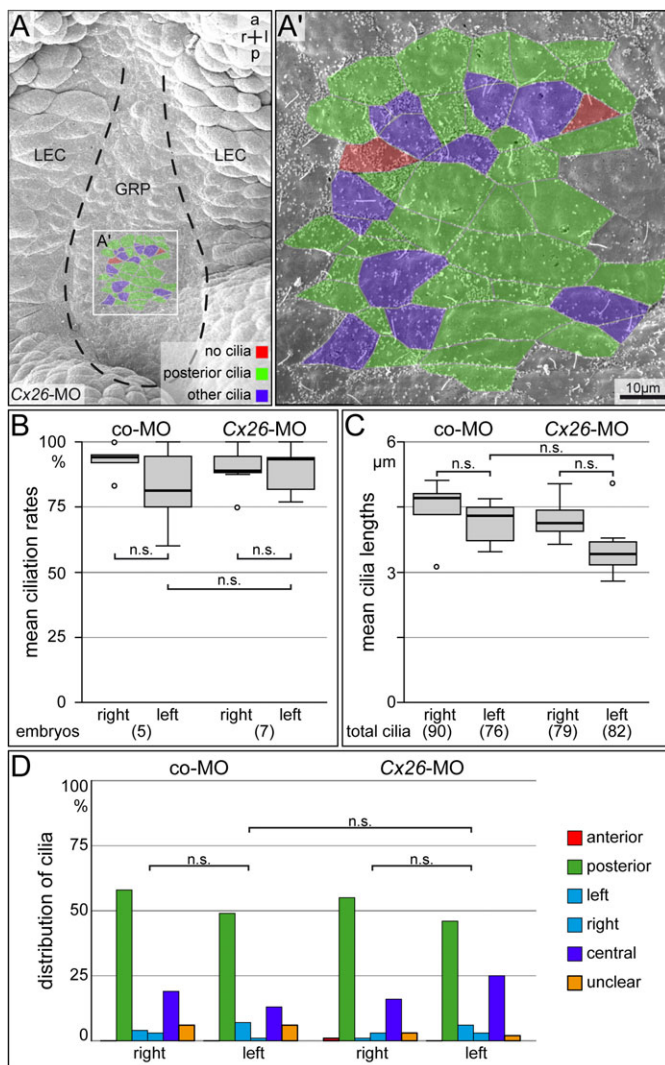 A
a
r l
p
LEC
GRP
LEC
A'
no cilia
posterior cilia
other cilia
Cx26-MO
A'
10µm
B
co-MO
Cx26-MO
100
%
75
50
25
0
mean ciliation rates
n.s.
n.s.
n.s.
right
left
right
left
embryos
(5)
(7)
C
co-MO
Cx26-MO
6
µm
3
0
mean cilia lengths
n.s.
n.s.
n.s.
right
left
right
left
total cilia
(90)
(76)
(79)
(82)
D
co-MO
Cx26-MO
100
%
75
50
25
0
distribution of cilia
n.s.
n.s.
n.s.
right
left
right
left
anterior
posterior
left
right
central
unclear